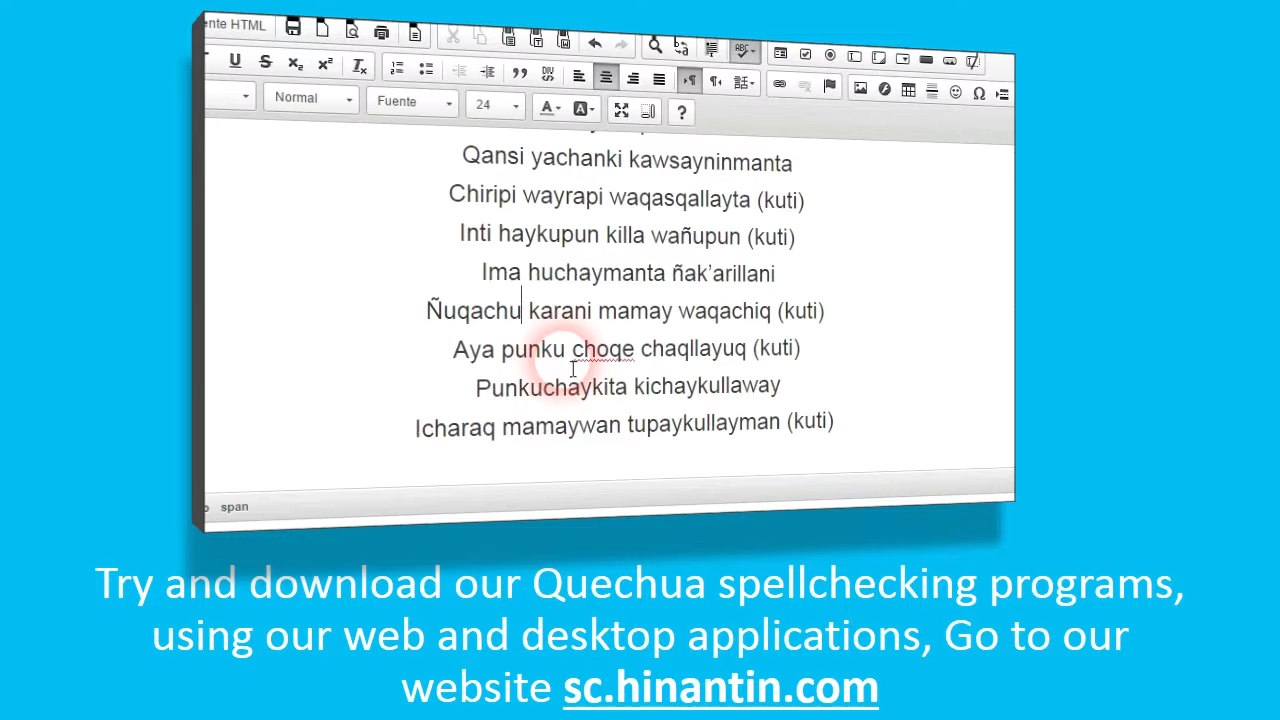 ente HTML
Normal Fuente 24
Qansi yachanki kawsayninmanta
Chiripi wayrapi waqasqallayta (kuti)
Inti haykupun killa wañupun (kuti)
Ima huchaymanta ñak’arillani
Ñuqachu karani mamay waqachiq (kuti)
Aya punku choqe chaqllayuq (kuti)
Punkuchaykita kichaykullaway
Icharaq mamaywan tupaykullayman (kuti)
span
Try and download our Quechua spellchecking programs,
using our web and desktop applications, Go to our
website sc.hinantin.com